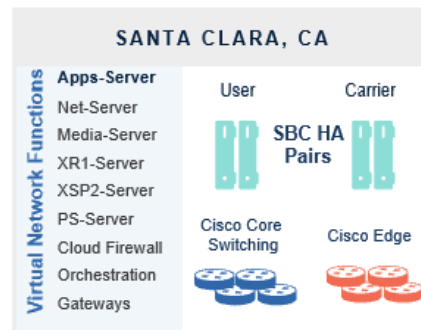 SANTA CLARA, CA
Virtual Network Functions
Apps-Server
Net-Server
Media-Server
XR1-Server
XSP2-Server
PS-Server
Cloud Firewall
Orchestration
Gateways
User
Carrier
SBC HA
Pairs
Cisco Core
Switching
Cisco Edge